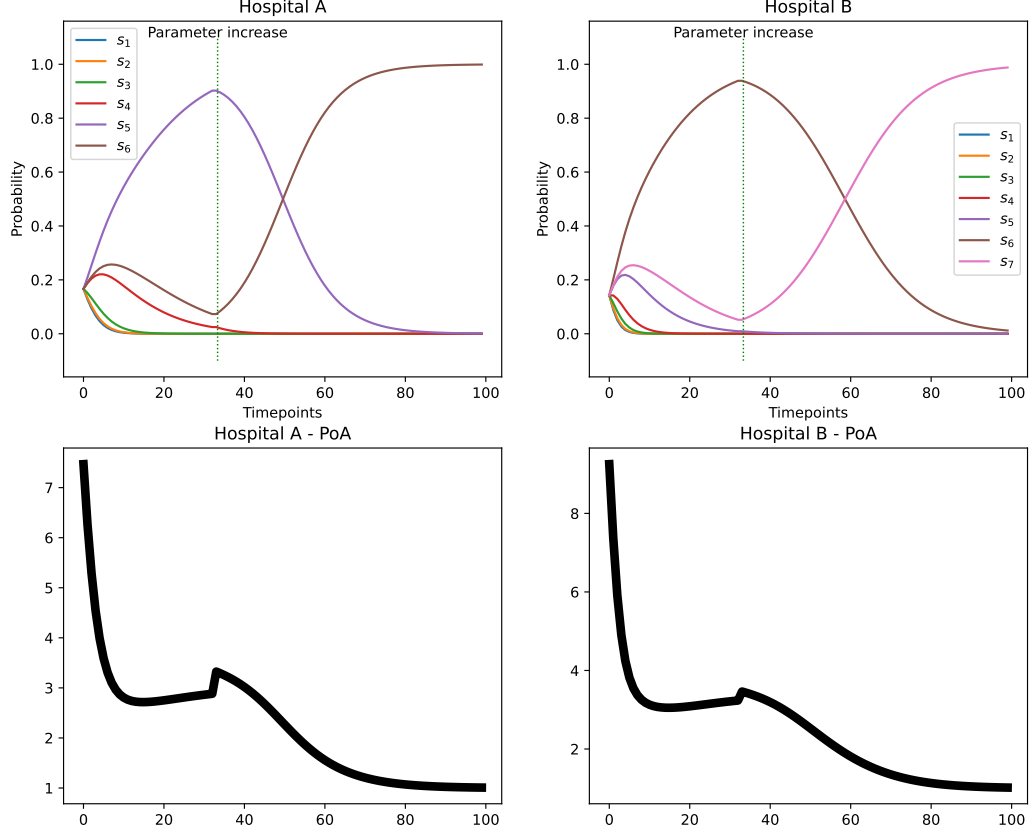 Hospital A
Parameter increase
s1
s2
s3
s4
s5
s6
1.0
0.8
0.6
0.4
0.2
0.0
Probability
0 20 40 60 80 100
Timepoints
Hospital B
Parameter increase
s1
s2
s3
s4
s5
s6
s7
1.0
0.8
0.6
0.4
0.2
0.0
Probability
0 20 40 60 80 100
Timepoints
Hospital A - PoA
7
6
5
4
3
2
1
0 20 40 60 80 100
Hospital B - PoA
8
6
4
2
0 20 40 60 80 100